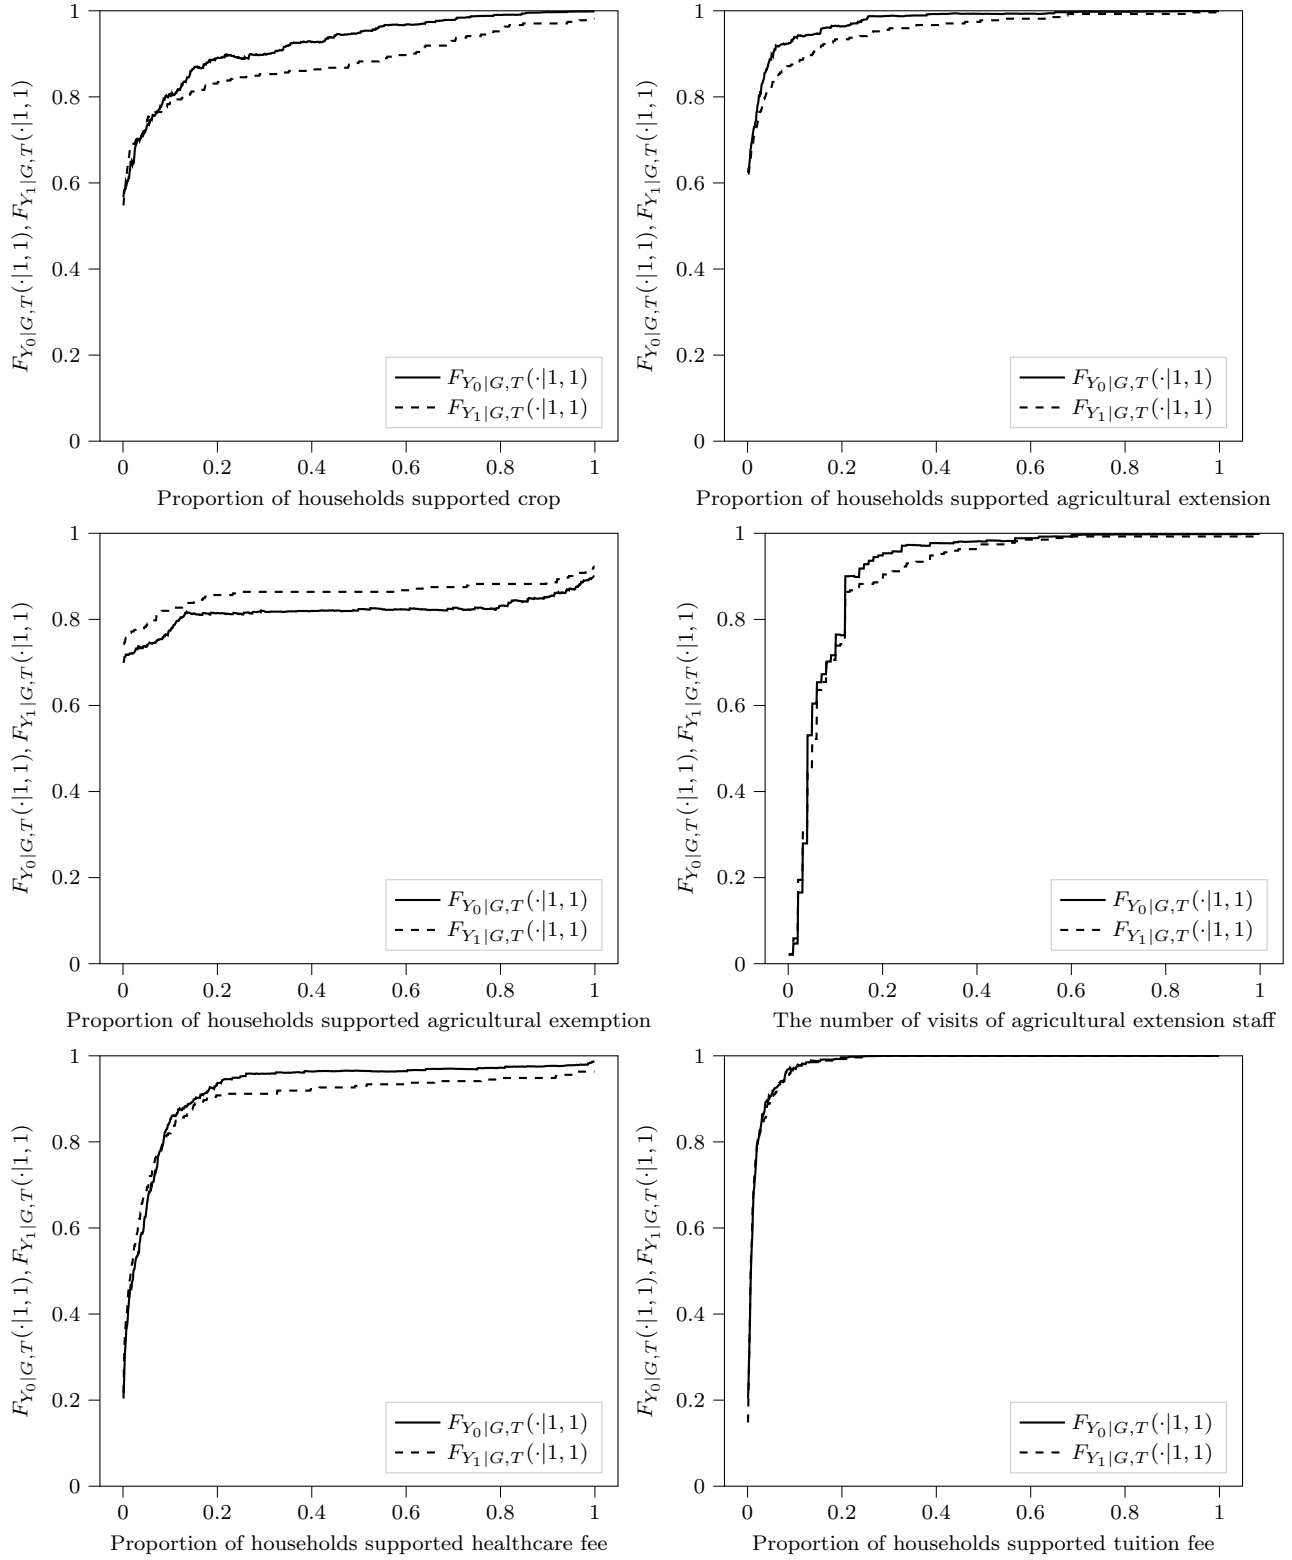 F_{Y_0|G,T}(·|1, 1), F_{Y_1|G,T}(·|1, 1)
1
0.8
0.6
0.4
0.2
0
F_{Y_0|G,T}(·|1, 1)
F_{Y_1|G,T}(·|1, 1)
0 0.2 0.4 0.6 0.8 1
Proportion of households supported crop
F_{Y_0|G,T}(·|1, 1), F_{Y_1|G,T}(·|1, 1)
1
0.8
0.6
0.4
0.2
0
F_{Y_0|G,T}(·|1, 1)
F_{Y_1|G,T}(·|1, 1)
0 0.2 0.4 0.6 0.8 1
Proportion of households supported agricultural extension
F_{Y_0|G,T}(·|1, 1), F_{Y_1|G,T}(·|1, 1)
1
0.8
0.6
0.4
0.2
0
F_{Y_0|G,T}(·|1, 1)
F_{Y_1|G,T}(·|1, 1)
0 0.2 0.4 0.6 0.8 1
Proportion of households supported agricultural exemption
F_{Y_0|G,T}(·|1, 1), F_{Y_1|G,T}(·|1, 1)
1
0.8
0.6
0.4
0.2
0
F_{Y_0|G,T}(·|1, 1)
F_{Y_1|G,T}(·|1, 1)
0 0.2 0.4 0.6 0.8 1
The number of visits of agricultural extension staff
F_{Y_0|G,T}(·|1, 1), F_{Y_1|G,T}(·|1, 1)
1
0.8
0.6
0.4
0.2
0
F_{Y_0|G,T}(·|1, 1)
F_{Y_1|G,T}(·|1, 1)
0 0.2 0.4 0.6 0.8 1
Proportion of households supported healthcare fee
F_{Y_0|G,T}(·|1, 1), F_{Y_1|G,T}(·|1, 1)
1
0.8
0.6
0.4
0.2
0
F_{Y_0|G,T}(·|1, 1)
F_{Y_1|G,T}(·|1, 1)
0 0.2 0.4 0.6 0.8 1
Proportion of households supported tuition fee